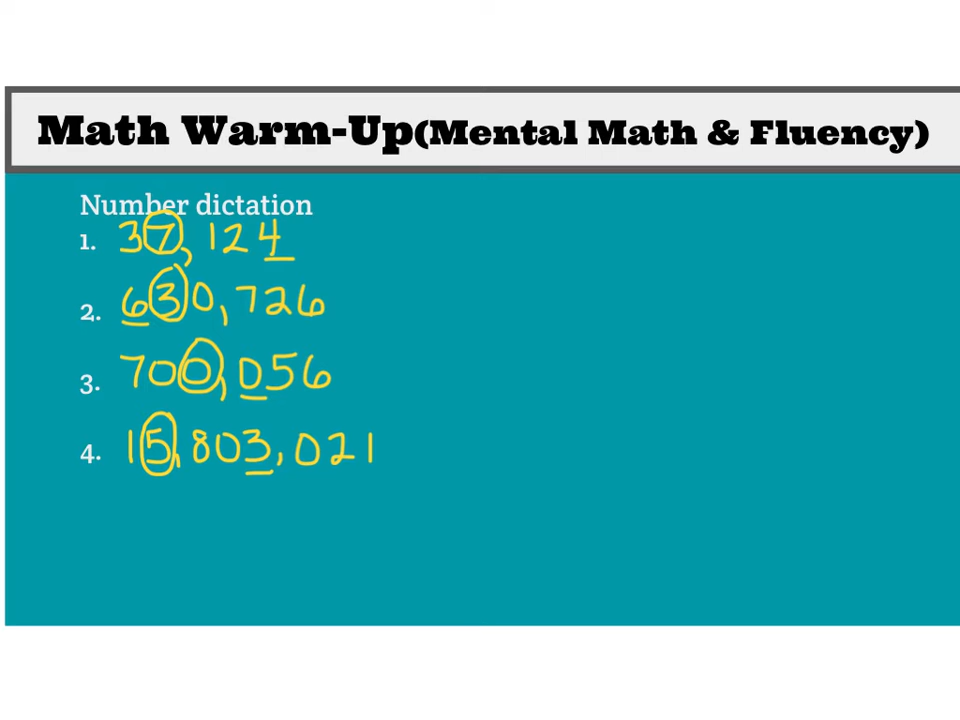 Math Warm-Up(Mental Math & Fluency)
Number dictation
1. 37,124
2. 630,726
3. 700,056
4. 15,803,021